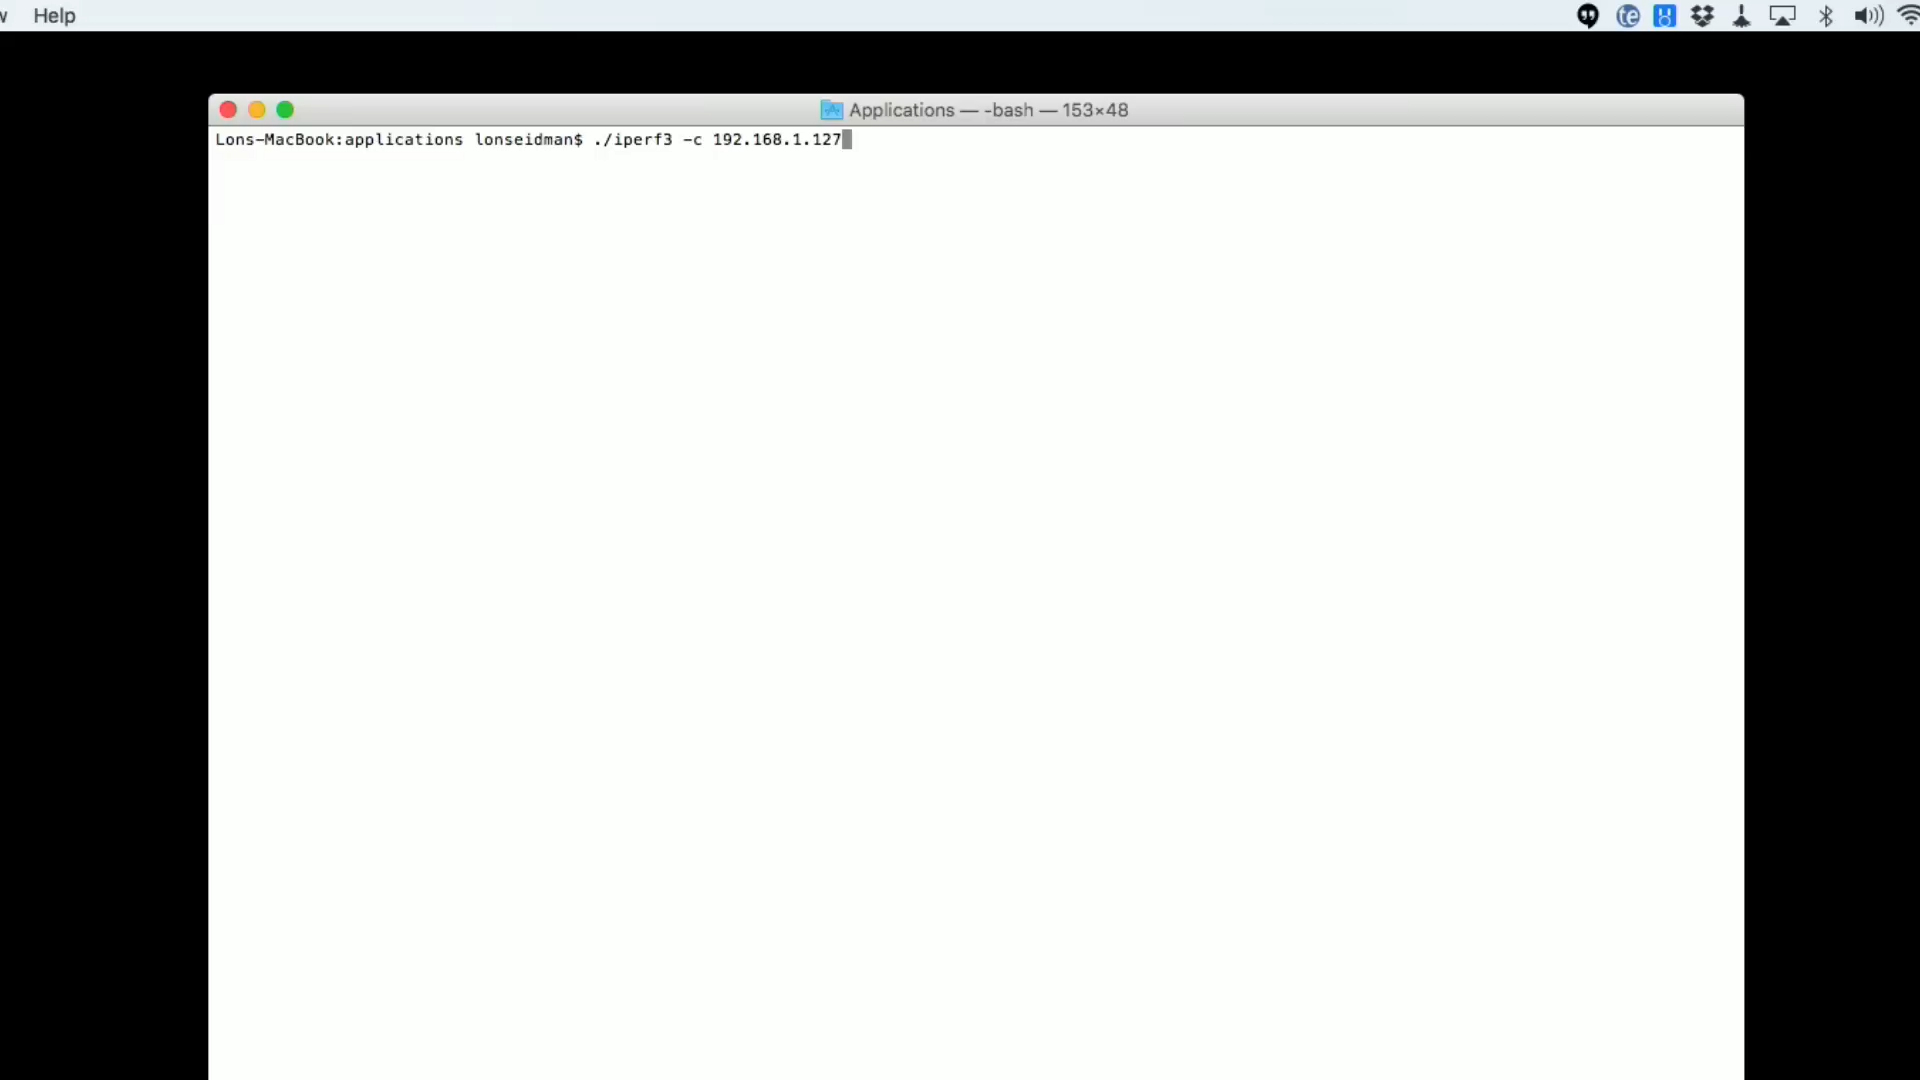 w Help
Applications — -bash — 153×48
Lons-MacBook:applications lonseidman$ ./iperf3 -c 192.168.1.127